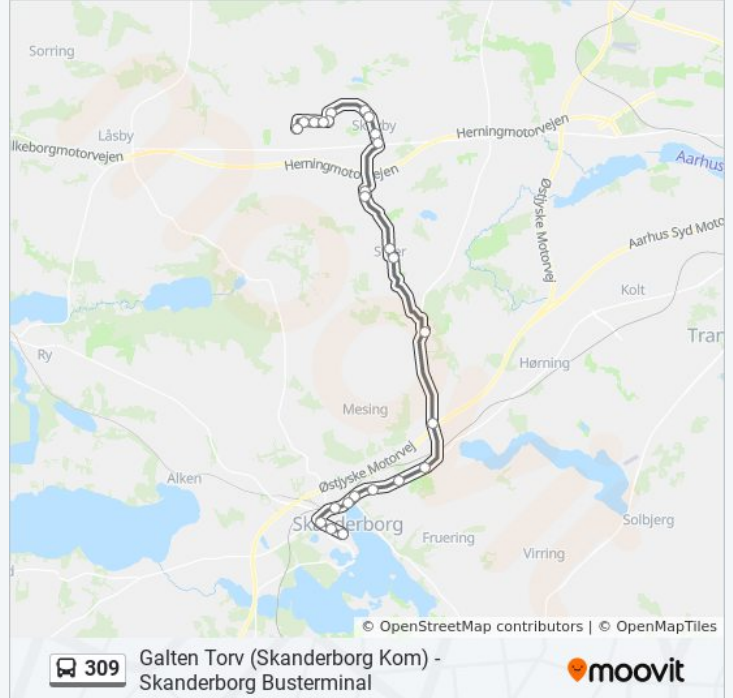 Sorring
Låsby
Herningmotorvejen
lkeborgmotorvejen
Herningmotorvejen
Aarhus
Østjyske Motorvej
Aarhus Syd Moto
Kolt
Ry
Tran
Hørning
Mesing
Østjyske Motorvej
Alken
Skanderborg
Solbjerg
Fruering
Virring
© OpenStreetMap contributors | © OpenMapTiles
309
Galten Torv (Skanderborg Kom) -
Skanderborg Busterminal
moovit